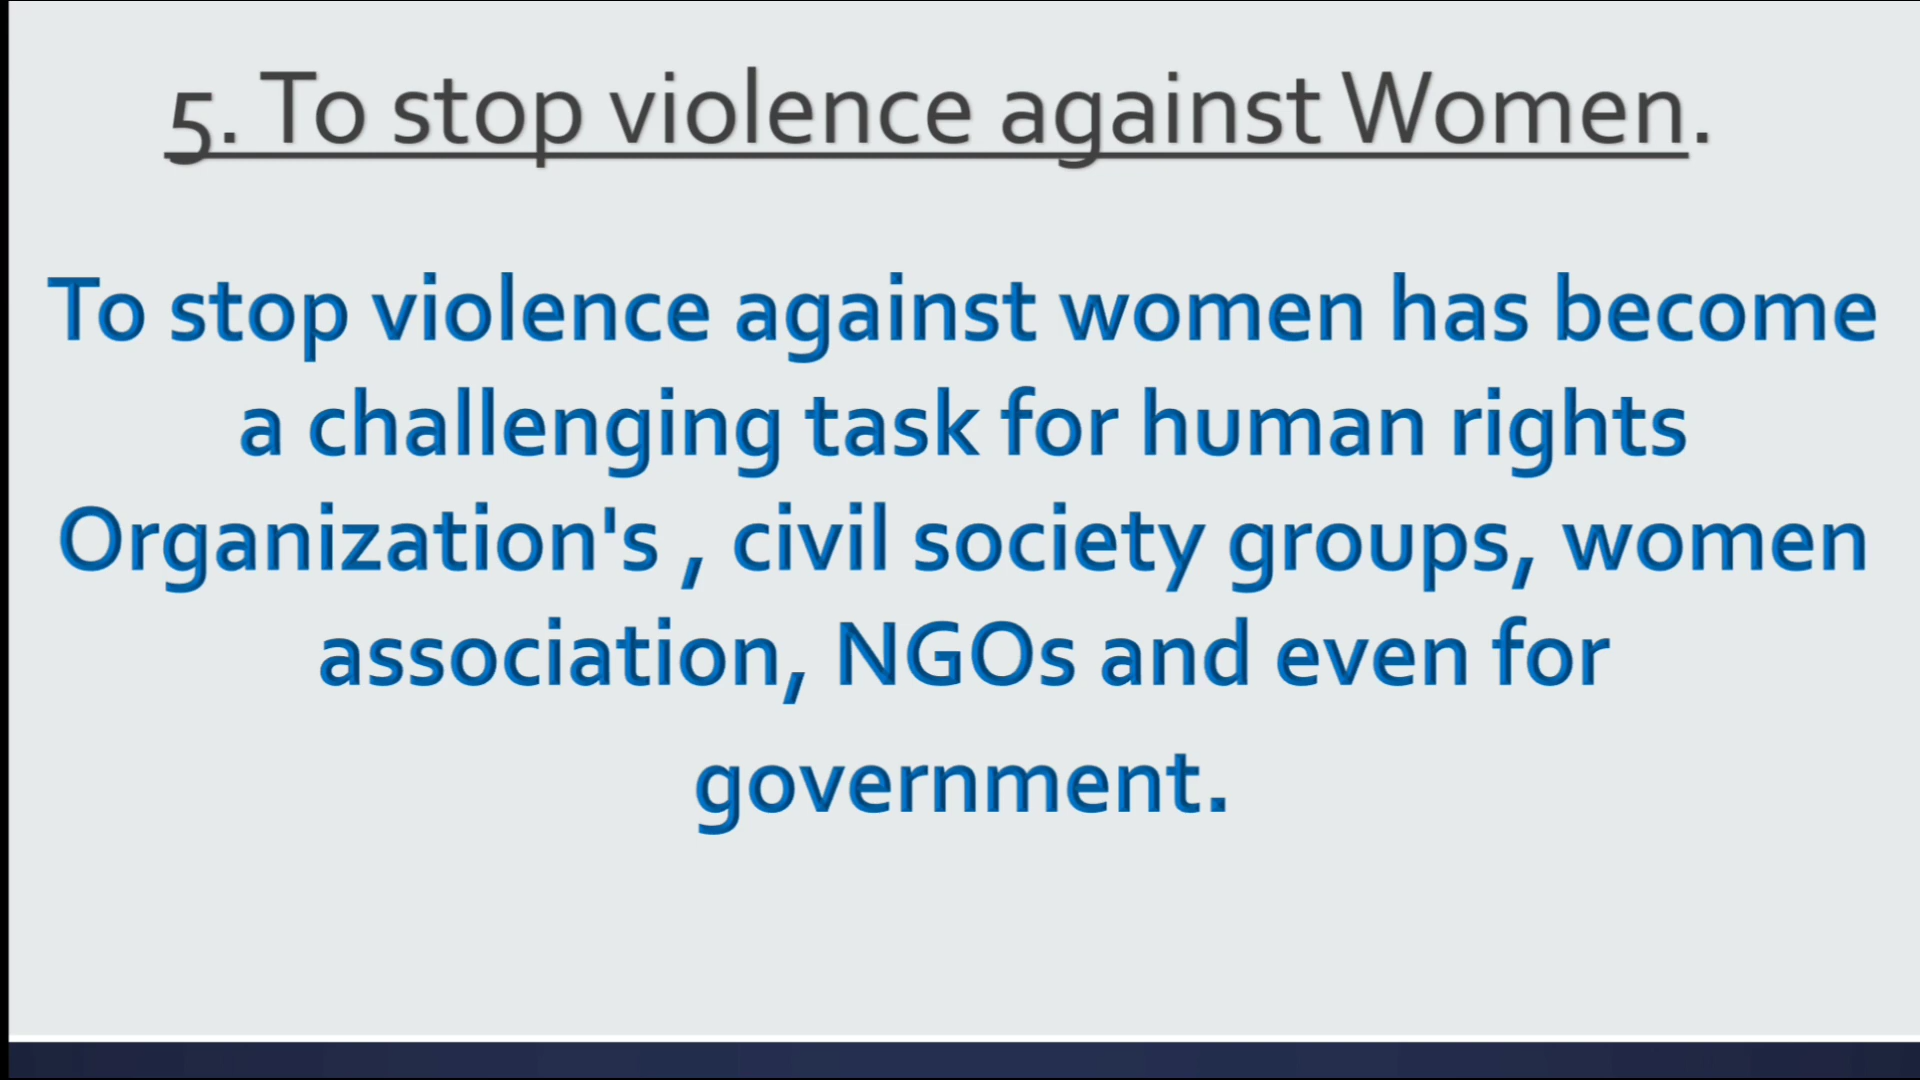 5. To stop violence against Women.
To stop violence against women has become
a challenging task for human rights
Organization's , civil society groups, women
association, NGOs and even for
government.